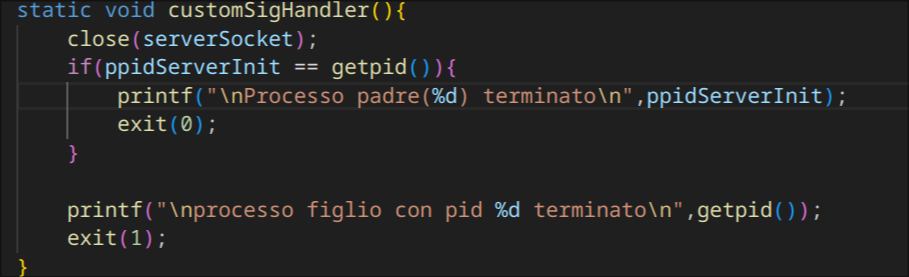 static void customSigHandler(){
    close(serverSocket);
    if(ppidServerInit == getpid()){
        printf("\nProcesso padre(%d) terminato\n",ppidServerInit);
        exit(0);
    }

    printf("\nprocesso figlio con pid %d terminato\n",getpid());
    exit(1);
}